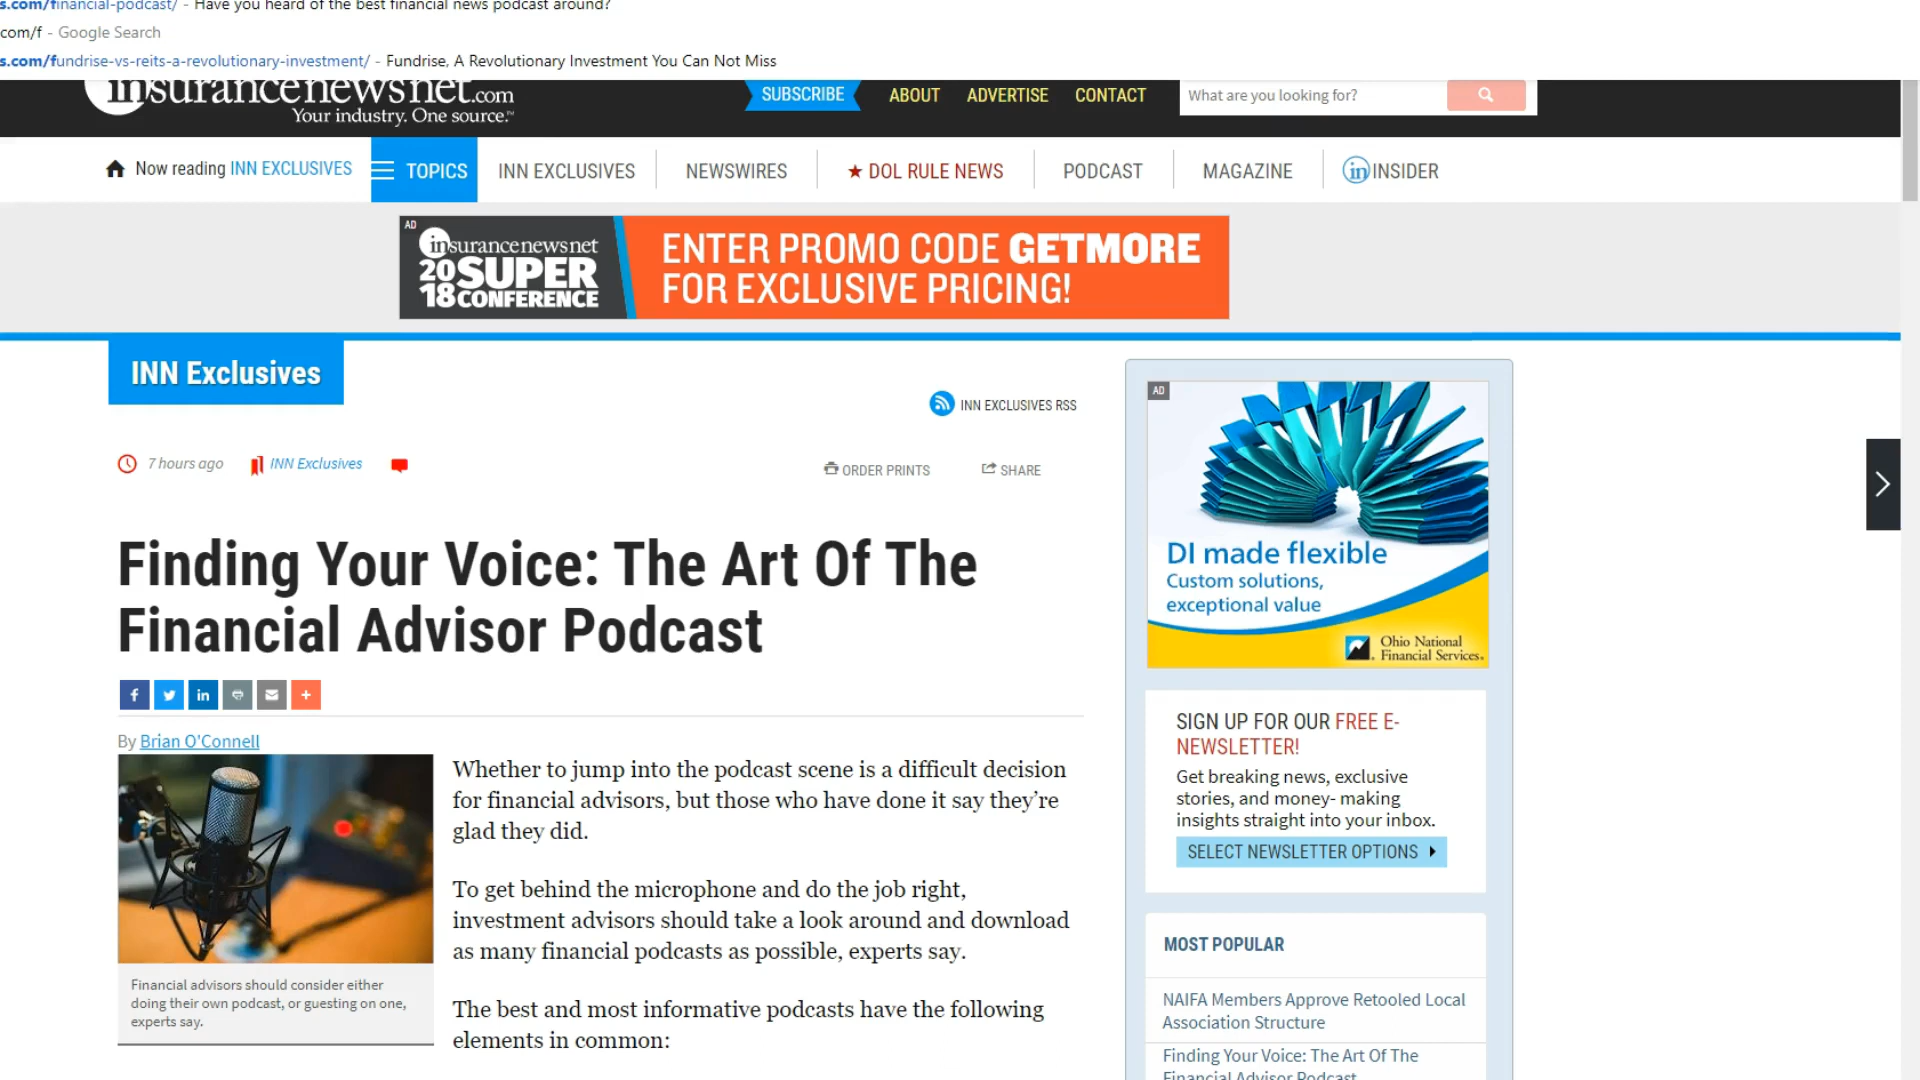 s.com/financial-podcast/ - Have you heard of the best financial news podcast around?
com/f - Google Search
s.com/fundrise-vs-reits-a-revolutionary-investment/ - Fundrise, A Revolutionary Investment You Can Not Miss
insurancenewsnet.com
Your industry. One source.™
SUBSCRIBE ABOUT ADVERTISE CONTACT What are you looking for?
Now reading INN EXCLUSIVES TOPICS INN EXCLUSIVES NEWSWIRES ★ DOL RULE NEWS PODCAST MAGAZINE in INSIDER
AD
insurancenewsnet
2018 SUPER CONFERENCE
ENTER PROMO CODE GETMORE
FOR EXCLUSIVE PRICING!
INN Exclusives
INN EXCLUSIVES RSS
7 hours ago INN Exclusives
ORDER PRINTS SHARE
Finding Your Voice: The Art Of The
Financial Advisor Podcast
By Brian O'Connell
Whether to jump into the podcast scene is a difficult decision
for financial advisors, but those who have done it say they're
glad they did.
To get behind the microphone and do the job right,
investment advisors should take a look around and download
as many financial podcasts as possible, experts say.
The best and most informative podcasts have the following
elements in common:
Financial advisors should consider either
doing their own podcast, or guesting on one,
experts say.
AD
DI made flexible
Custom solutions,
exceptional value
Ohio National
Financial Services.
SIGN UP FOR OUR FREE E-
NEWSLETTER!
Get breaking news, exclusive
stories, and money- making
insights straight into your inbox.
SELECT NEWSLETTER OPTIONS
MOST POPULAR
NAIFA Members Approve Retooled Local
Association Structure
Finding Your Voice: The Art Of The
Financial Advisor Podcast